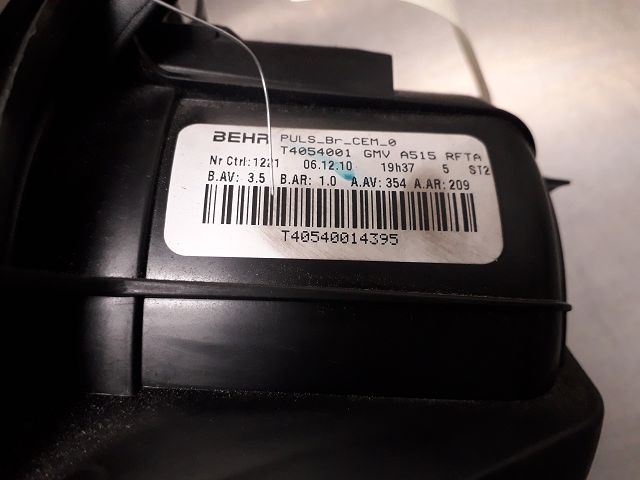 BEHR PULS_Br_CEM_0
T4054001 GMV A515 RFTA
Nr Ctrl:1221 06.12.10 19h37 5 ST2
B.AV: 3.5 B.AR: 1.0 A.AV: 354 A.AR: 209
T40540014395